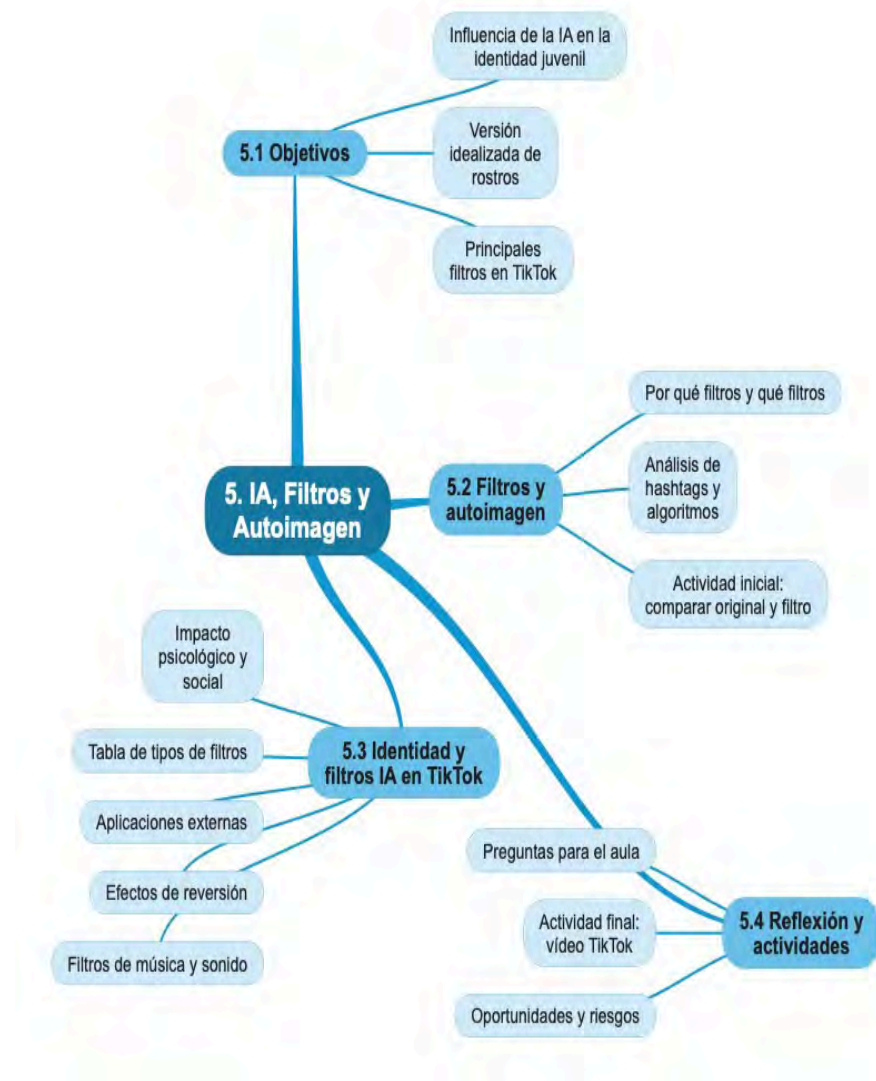 Influencia de la IA en la
identidad juvenil
5.1 Objetivos
Versión
idealizada de
rostros
Principales
filtros en TikTok
Por qué filtros y qué filtros
5. IA, Filtros y
Autoimagen
5.2 Filtros y
autoimagen
Análisis de
hashtags y
algoritmos
Actividad inicial:
comparar original y filtro
Impacto
psicológico y
social
5.3 Identidad y
filtros IA en TikTok
Tabla de tipos de filtros
Aplicaciones externas
Efectos de reversión
Filtros de música y sonido
Preguntas para el aula
5.4 Reflexión y
actividades
Actividad final:
vídeo TikTok
Oportunidades y riesgos